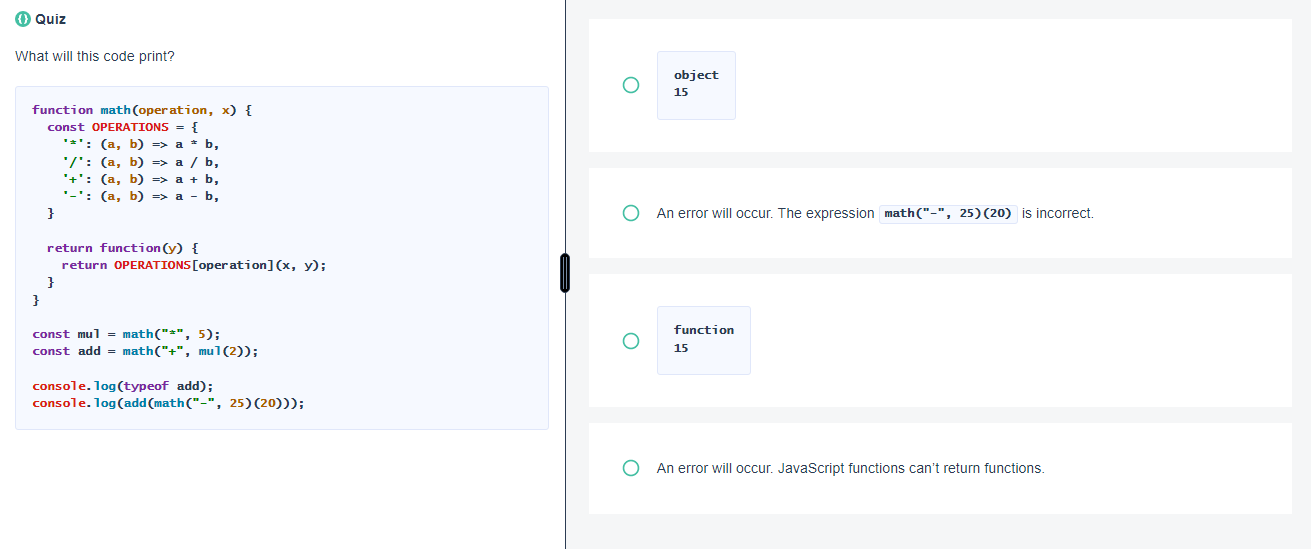 Quiz
What will this code print?
function math(operation, x) {
  const OPERATIONS = {
    '*': (a, b) => a * b,
    '/': (a, b) => a / b,
    '+': (a, b) => a + b,
    '-': (a, b) => a - b,
  }
  return function(y) {
    return OPERATIONS[operation](x, y);
  }
}
const mul = math("*", 5);
const add = math("+", mul(2));
console.log(typeof add);
console.log(add(math("-", 25)(20)));
object
15
An error will occur. The expression math("-", 25)(20) is incorrect.
function
15
An error will occur. JavaScript functions can’t return functions.